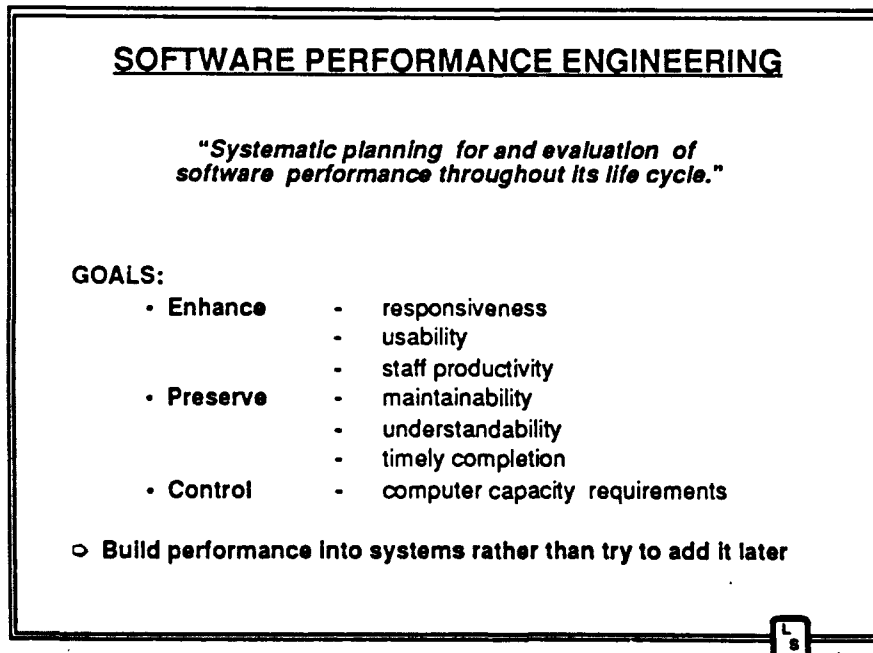 SOFTWARE PERFORMANCE ENGINEERING
"Systematic planning for and evaluation of
software performance throughout its life cycle."
GOALS:
• Enhance - responsiveness
- usability
- staff productivity
• Preserve - maintainability
- understandability
- timely completion
• Control - computer capacity requirements
⇨ Build performance into systems rather than try to add it later
L
S